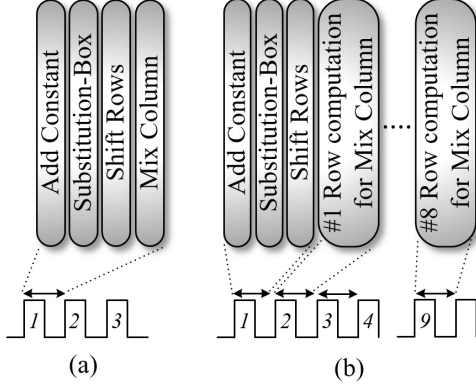 Add Constant
Substitution-Box
Shift Rows
Mix Column
1 2 3
(a)
Add Constant
Substitution-Box
Shift Rows
#1 Row computation
for Mix Column
#8 Row computation
for Mix Column
1 2 3 4 9
(b)